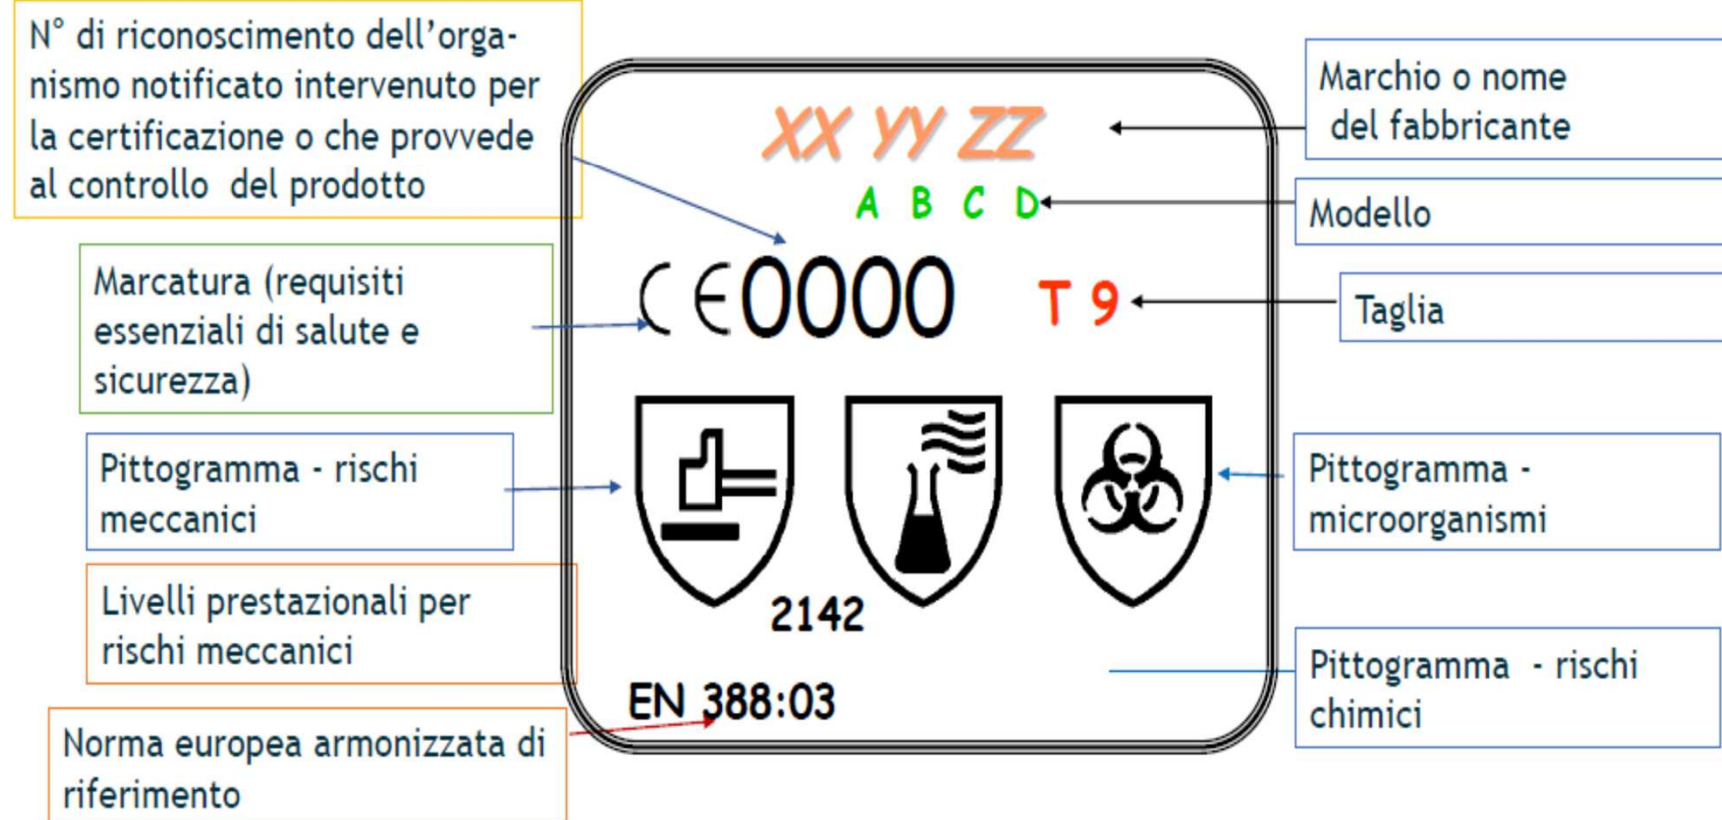 N° di riconoscimento dell'orga-
nismo notificato intervenuto per
la certificazione o che provvede
al controllo del prodotto
Marcatura (requisiti
essenziali di salute e
sicurezza)
Pittogramma - rischi
meccanici
Livelli prestazionali per
rischi meccanici
Norma europea armonizzata di
riferimento
XX YY ZZ
A B C D
CE0000 T 9
2142
EN 388:03
Marchio o nome
del fabbricante
Modello
Taglia
Pittogramma -
microorganismi
Pittogramma - rischi
chimici